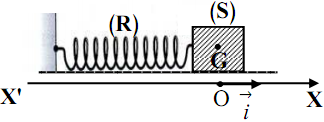 (R) (S)
G
X' O i X